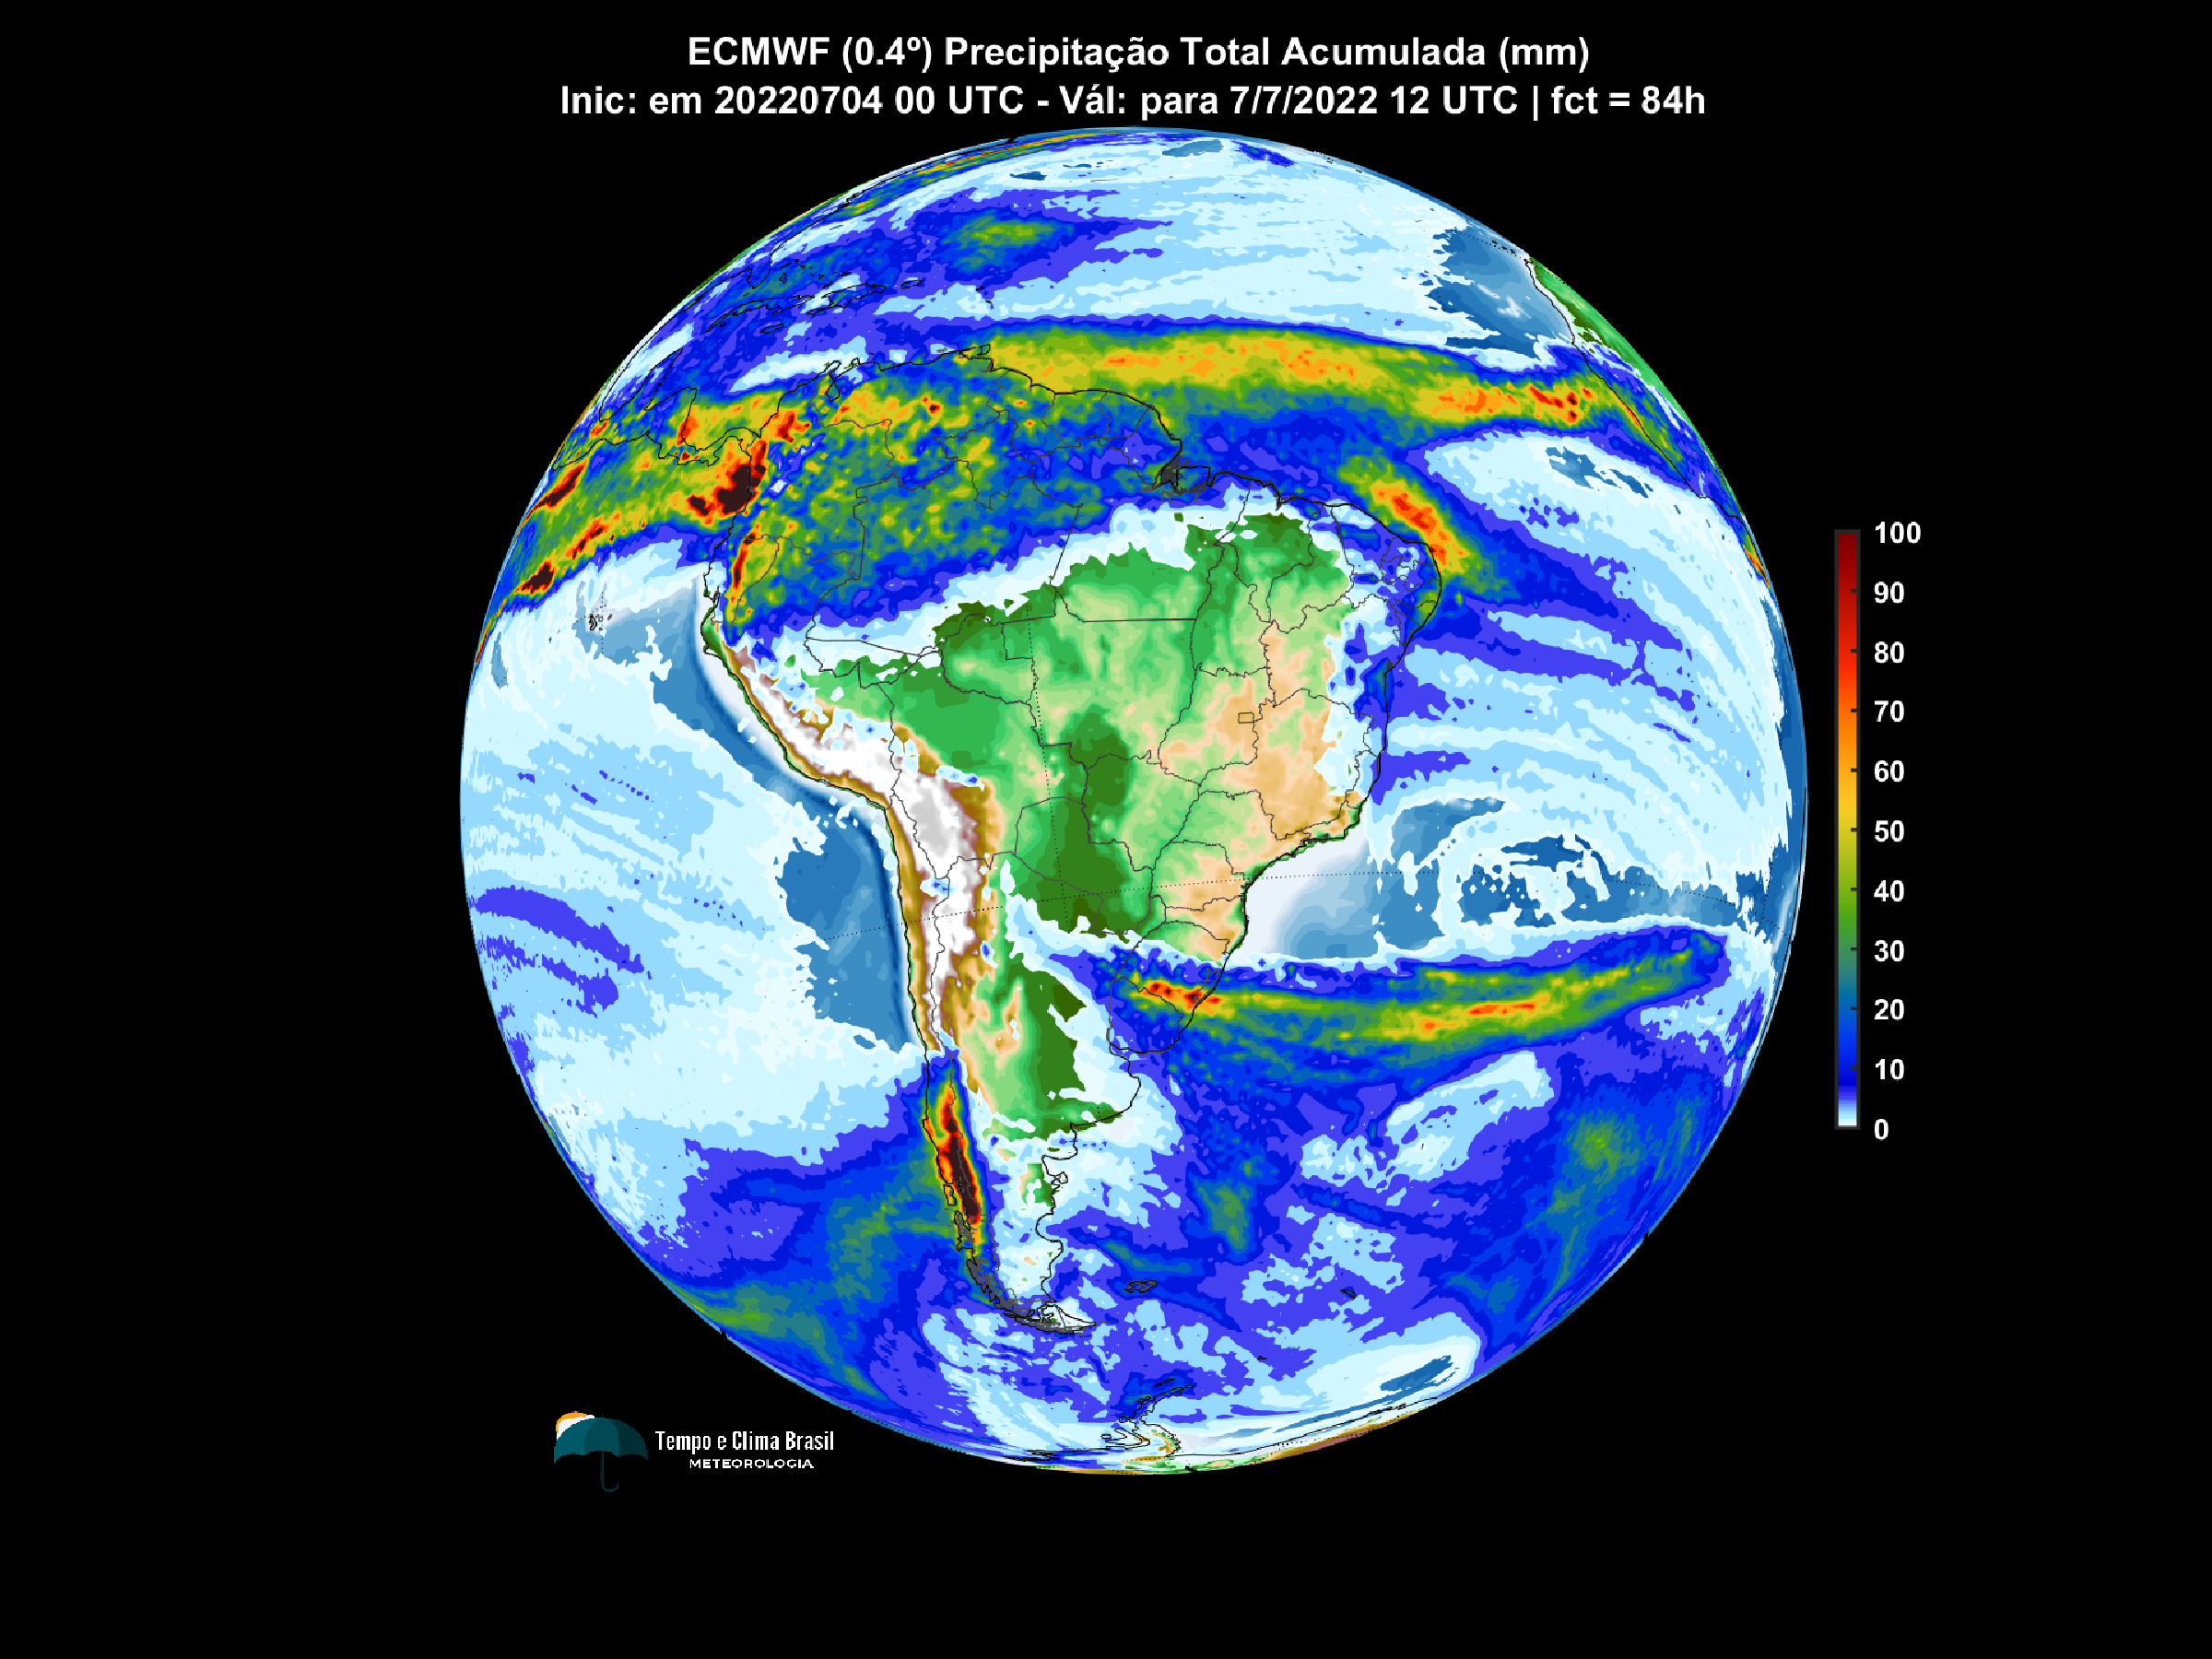 ECMWF (0.4º) Precipitação Total Acumulada (mm)
Inic: em 20220704 00 UTC - Vál: para 7/7/2022 12 UTC | fct = 84h
100
90
80
70
60
50
40
30
20
10
0
Tempo e Clima Brasil
METEOROLOGIA